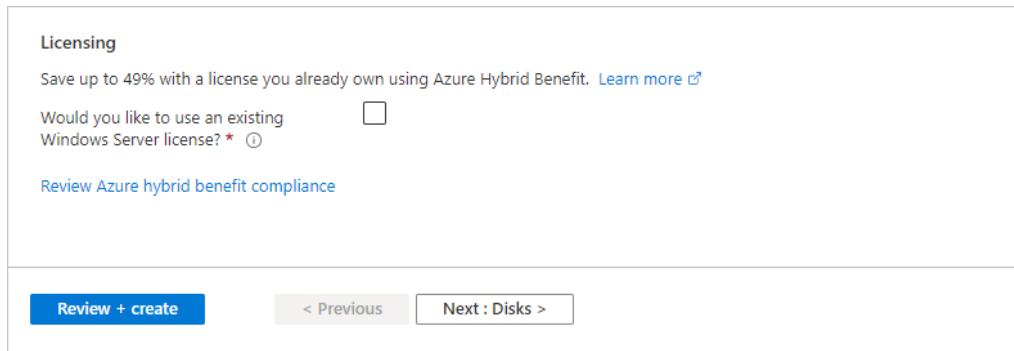 Licensing
Save up to 49% with a license you already own using Azure Hybrid Benefit. Learn more
Would you like to use an existing
Windows Server license? *
Review Azure hybrid benefit compliance
Review + create
< Previous
Next : Disks >